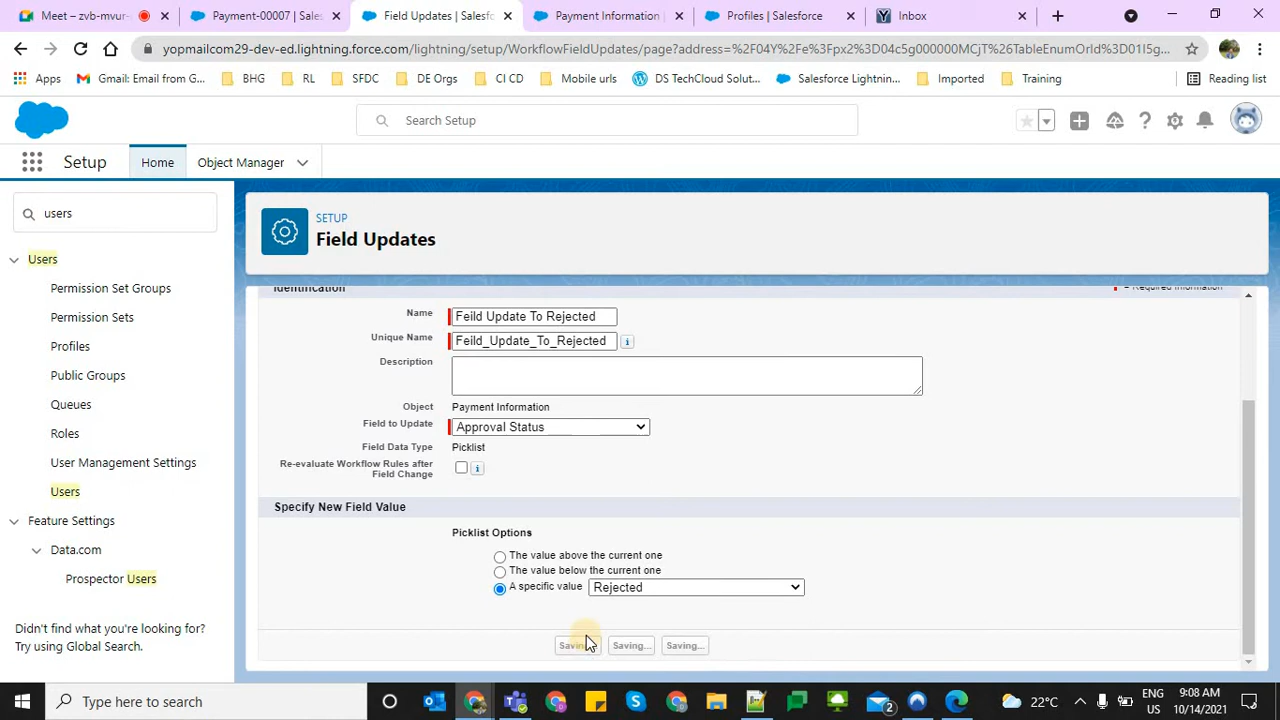 Meet – zvb-mvur-
Payment-00007 | Sales
Field Updates | Salesf
Payment Information |
Profiles | Salesforce
Inbox
yopmailcom29-dev-ed.lightning.force.com/lightning/setup/WorkflowFieldUpdates/page?address=%2F04Y%2Fe%3Fpx2%3D04c5g000000MCjT%26TableEnumOrId%3D01I5g...
Apps
Gmail: Email from G...
BHG
RL
SFDC
DE Orgs
CI CD
Mobile urls
DS TechCloud Solut...
Salesforce Lightnin...
Imported
Training
Reading list
Search Setup
Setup
Home
Object Manager
users
SETUP
Field Updates
Users
Permission Set Groups
Permission Sets
Profiles
Public Groups
Queues
Roles
User Management Settings
Users
Feature Settings
Data.com
Prospector Users
Didn't find what you're looking for?
Try using Global Search.
Identification
= Required Information
Name
Feild Update To Rejected
Unique Name
Feild_Update_To_Rejected
Description
Object
Payment Information
Field to Update
Approval Status
Field Data Type
Picklist
Re-evaluate Workflow Rules after
Field Change
Specify New Field Value
Picklist Options
The value above the current one
The value below the current one
A specific value
Rejected
Saving...
Saving...
Saving...
Type here to search
2
22°C
ENG
US
9:08 AM
10/14/2021